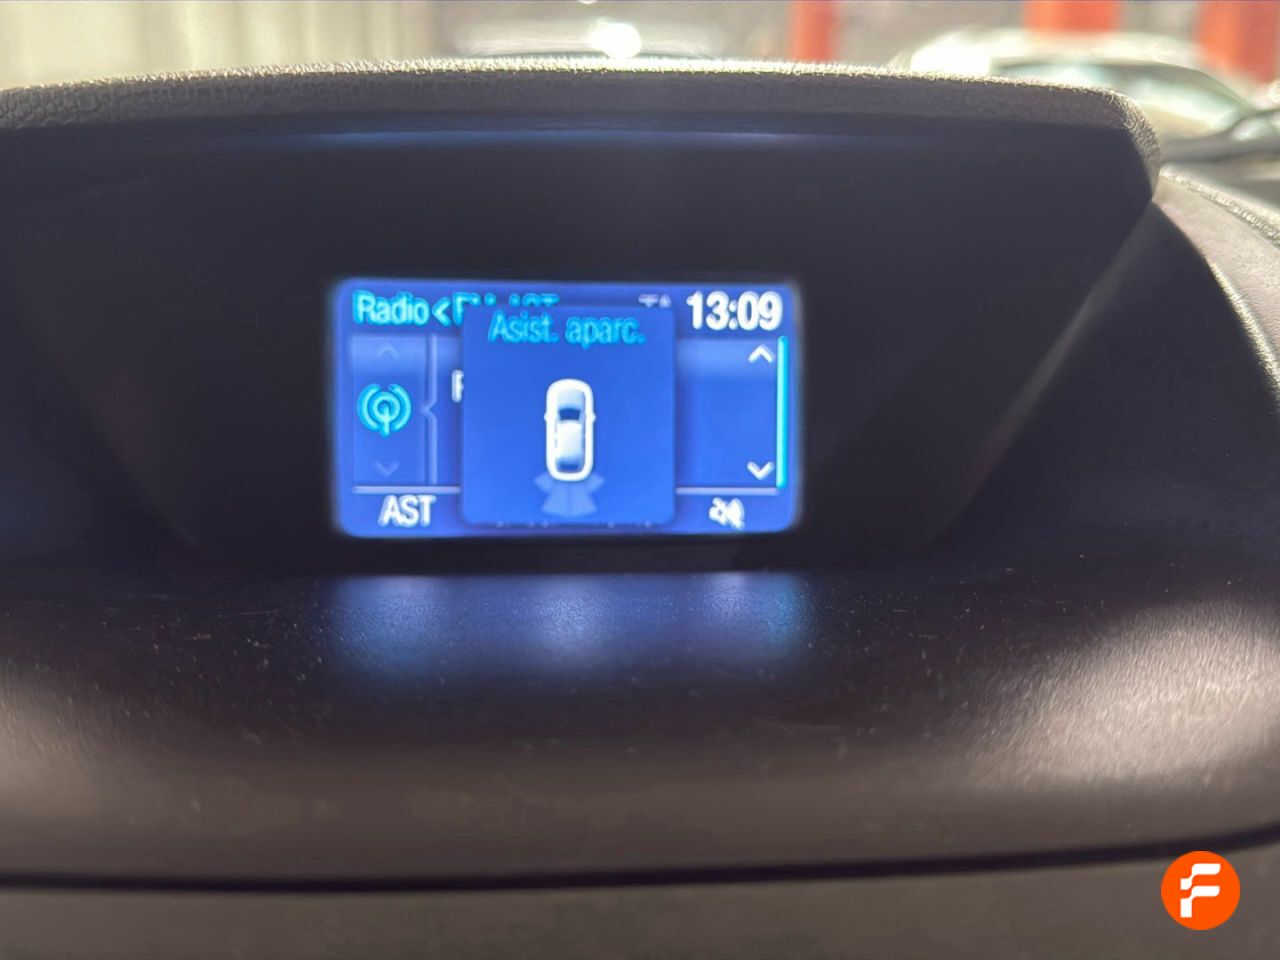 Radio<
13:09
Asist. aparc.
AST